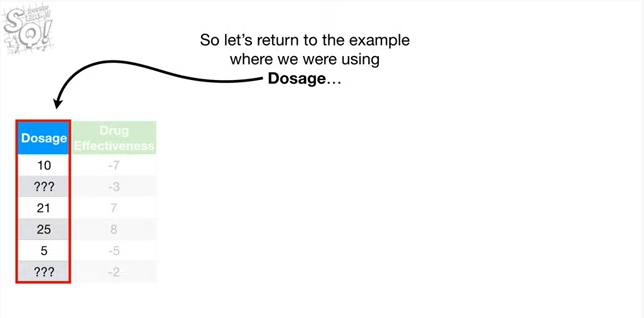 SQ!
So let's return to the example
where we were using
Dosage...
Dosage
Drug
Effectiveness
10
-7
???
-3
21
7
25
8
5
-5
???
-2